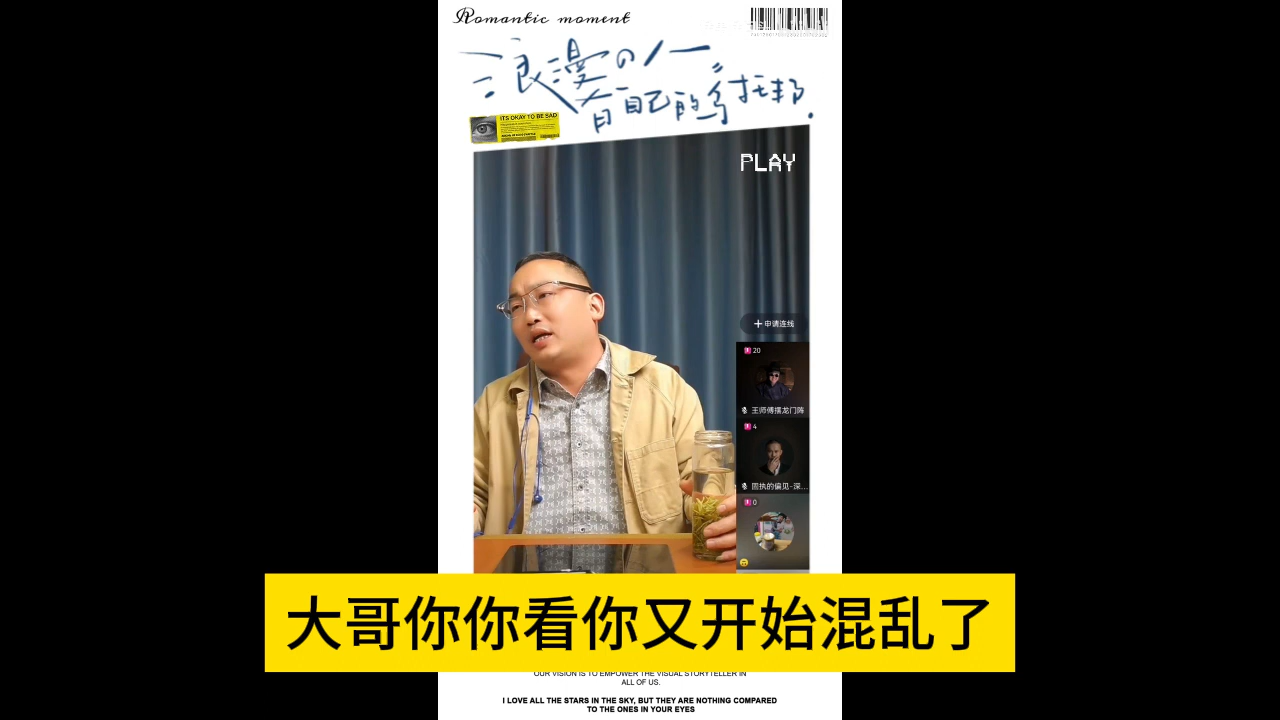 Romantic moment
浪漫の人
有自己的乌托邦.
ITS OKAY TO BE SAD
PLAY
申请连线
20
王师傅摆龙门阵
4
固执的偏见-深...
0
大哥你你看你又开始混乱了
OUR VISION IS TO EMPOWER THE VISUAL STORYTELLER IN
ALL OF US.
I LOVE ALL THE STARS IN THE SKY, BUT THEY ARE NOTHING COMPARED
TO THE ONES IN YOUR EYES